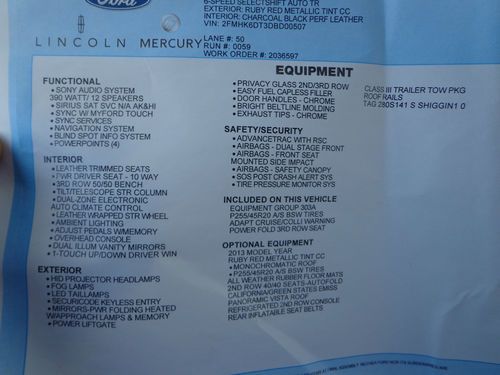 Ford
LINCOLN MERCURY
6-SPEED SELECTSHIFT AUTO TR
EXTERIOR: RUBY RED METALLIC TINT CC
INTERIOR: CHARCOAL BLACK PERF LEATHER
VIN: 2FMHK6DT3DBD00507
LANE #: 50
RUN #: 0059
WORK ORDER #: 2036597
EQUIPMENT
FUNCTIONAL
• SONY AUDIO SYSTEM
390 WATT/ 12 SPEAKERS
• SIRIUS SAT SVC N/A AK&HI
• SYNC W/ MYFORD TOUCH
• SYNC SERVICES
• NAVIGATION SYSTEM
• BLIND SPOT INFO SYSTEM
• POWERPOINTS (4)
INTERIOR
• LEATHER TRIMMED SEATS
• PWR DRIVER SEAT - 10 WAY
• 3RD ROW 50/50 BENCH
• TILT/TELESCOPE STR COLUMN
• DUAL-ZONE ELECTRONIC
AUTO CLIMATE CONTROL
• LEATHER WRAPPED STR WHEEL
• AMBIENT LIGHTING
• ADJUST PEDALS W/MEMORY
• OVERHEAD CONSOLE
• DUAL ILLUM VANITY MIRRORS
• 1-TOUCH UP/DOWN DRIVER WIN
EXTERIOR
• HID PROJECTOR HEADLAMPS
• FOG LAMPS
• LED TAILLAMPS
• SECURICODE KEYLESS ENTRY
• MIRRORS-PWR FOLDING HEATED
W/APPROACH LAMPS & MEMORY
• POWER LIFTGATE
• PRIVACY GLASS 2ND/3RD ROW
• EASY FUEL CAPLESS FILLER
• DOOR HANDLES - CHROME
• BRIGHT BELTLINE MOLDING
• EXHAUST TIPS - CHROME
SAFETY/SECURITY
• ADVANCETRAC WITH RSC
• AIRBAGS - DUAL STAGE FRONT
• AIRBAGS - FRONT SEAT
MOUNTED SIDE IMPACT
• AIRBAGS - SAFETY CANOPY
• SOS POST CRASH ALERT SYS
• TIRE PRESSURE MONITOR SYS
INCLUDED ON THIS VEHICLE
EQUIPMENT GROUP 303A
P255/45R20 A/S BSW TIRES
ADAPT CRUISE/COLLI WARNNG
POWER FOLD 3RD ROW SEAT
OPTIONAL EQUIPMENT
2013 MODEL YEAR
RUBY RED METALLIC TINT CC
• MONOCHROMATIC ROOF
• P255/45R20 A/S BSW TIRES
ALL WEATHER RUBBER FLOOR MATS
2ND ROW 40/40 SEATS-AUTOFOLD
CALIFORNIA/GREEN STATES EMISS
PANORAMIC VISTA ROOF
REFRIGERATED 2ND ROW CONSOLE
REAR INFLATABLE SEAT BELTS
CLASS III TRAILER TOW PKG
ROOF RAILS
TAG 280S141 S SHIGGIN1 0